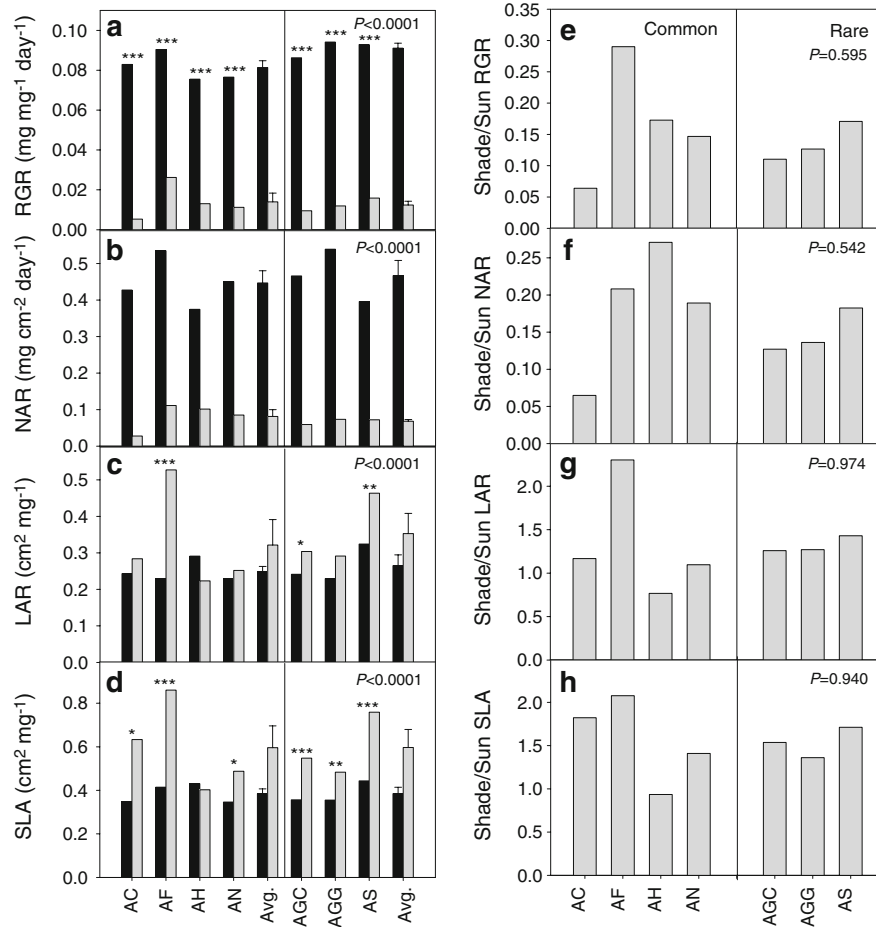 a
P<0.0001
*** *** *** *** *** *** ***
0.10
0.08
0.06
0.04
0.02
0.00
RGR (mg mg-1 day-1)
b
P<0.0001
0.5
0.4
0.3
0.2
0.1
0.0
NAR (mg cm-2 day-1)
c
P<0.0001
*** * **
0.5
0.4
0.3
0.2
0.1
0.0
LAR (cm2 mg-1)
d
P<0.0001
* *** * *** ** ***
0.8
0.6
0.4
0.2
0.0
SLA (cm2 mg-1)
AC
AF
AH
AN
Avg.
AGC
AGG
AS
Avg.
e
Common
Rare
P=0.595
0.35
0.30
0.25
0.20
0.15
0.10
0.05
0.00
Shade/Sun RGR
f
P=0.542
0.25
0.20
0.15
0.10
0.05
0.00
Shade/Sun NAR
g
P=0.974
2.0
1.5
1.0
0.5
0.0
Shade/Sun LAR
h
P=0.940
2.0
1.5
1.0
0.5
0.0
Shade/Sun SLA
AC
AF
AH
AN
AGC
AGG
AS